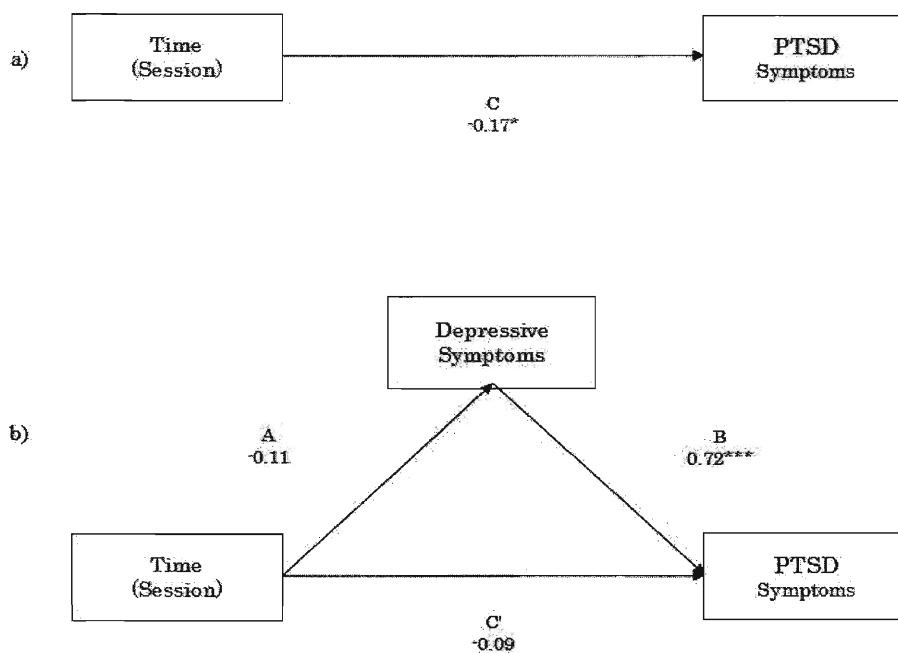 a)
Time
(Session)
PTSD
Symptoms
C
-0.17*
Depressive
Symptoms
b)
A
-0.11
B
0.72***
Time
(Session)
PTSD
Symptoms
C'
-0.09